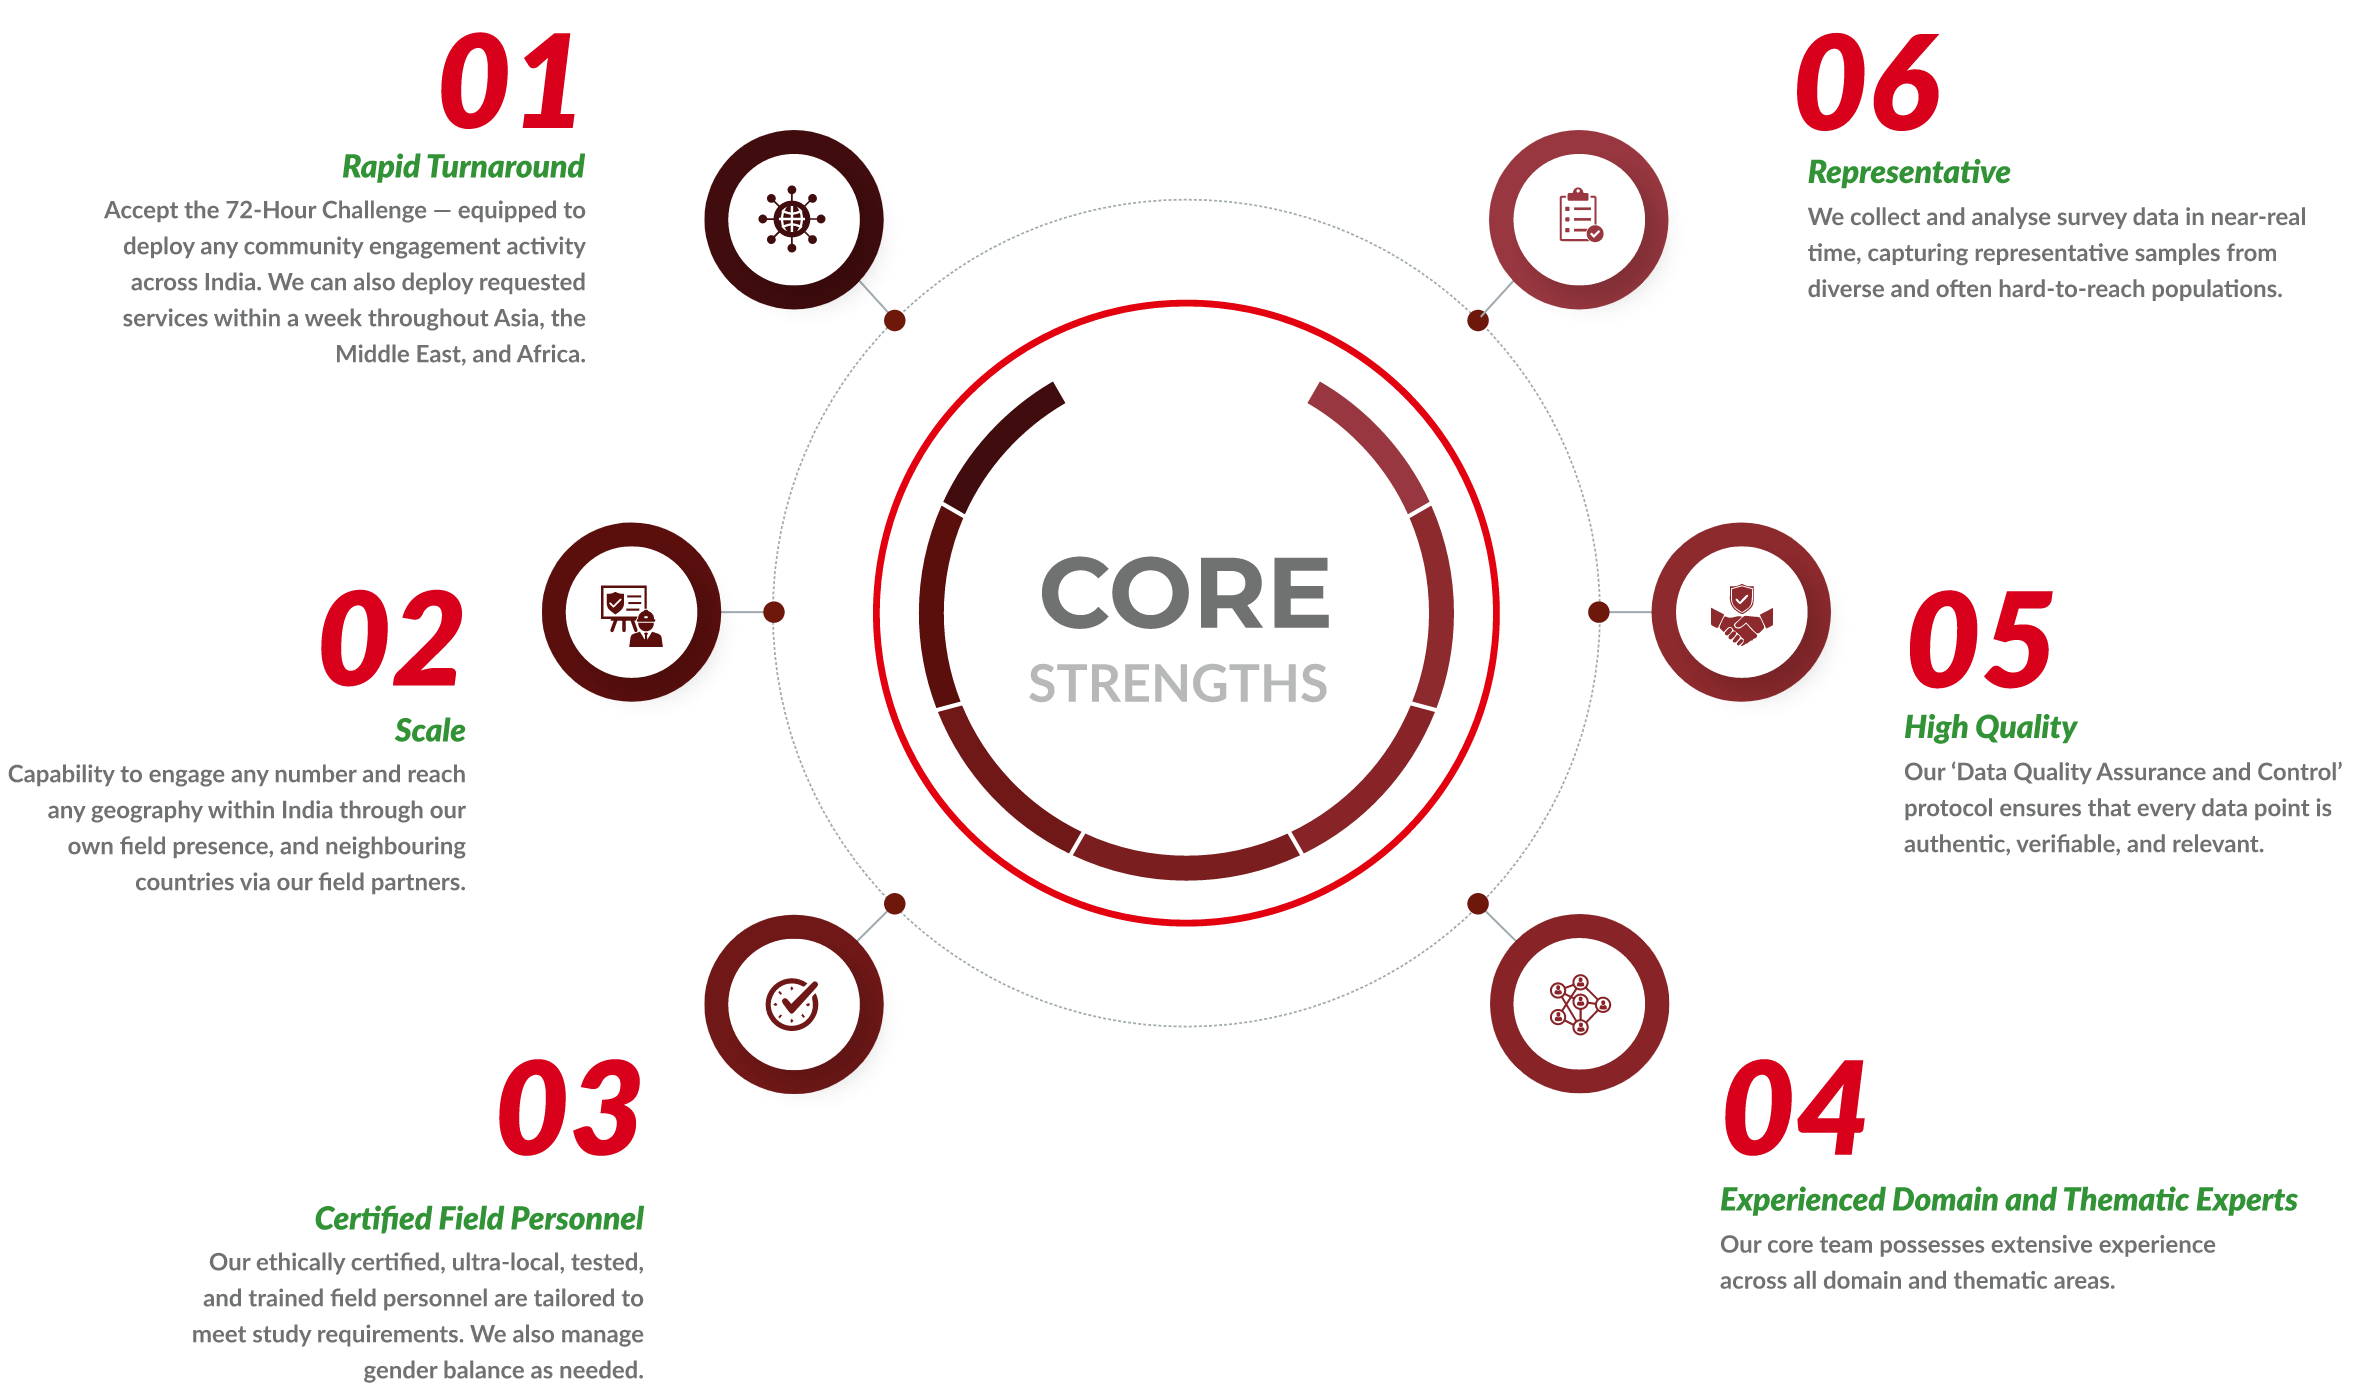 01
Rapid Turnaround
Accept the 72-Hour Challenge — equipped to
deploy any community engagement activity
across India. We can also deploy requested
services within a week throughout Asia, the
Middle East, and Africa.
02
Scale
Capability to engage any number and reach
any geography within India through our
own field presence, and neighbouring
countries via our field partners.
03
Certified Field Personnel
Our ethically certified, ultra-local, tested,
and trained field personnel are tailored to
meet study requirements. We also manage
gender balance as needed.
CORE
STRENGTHS
06
Representative
We collect and analyse survey data in near-real
time, capturing representative samples from
diverse and often hard-to-reach populations.
05
High Quality
Our ‘Data Quality Assurance and Control’
protocol ensures that every data point is
authentic, verifiable, and relevant.
04
Experienced Domain and Thematic Experts
Our core team possesses extensive experience
across all domain and thematic areas.